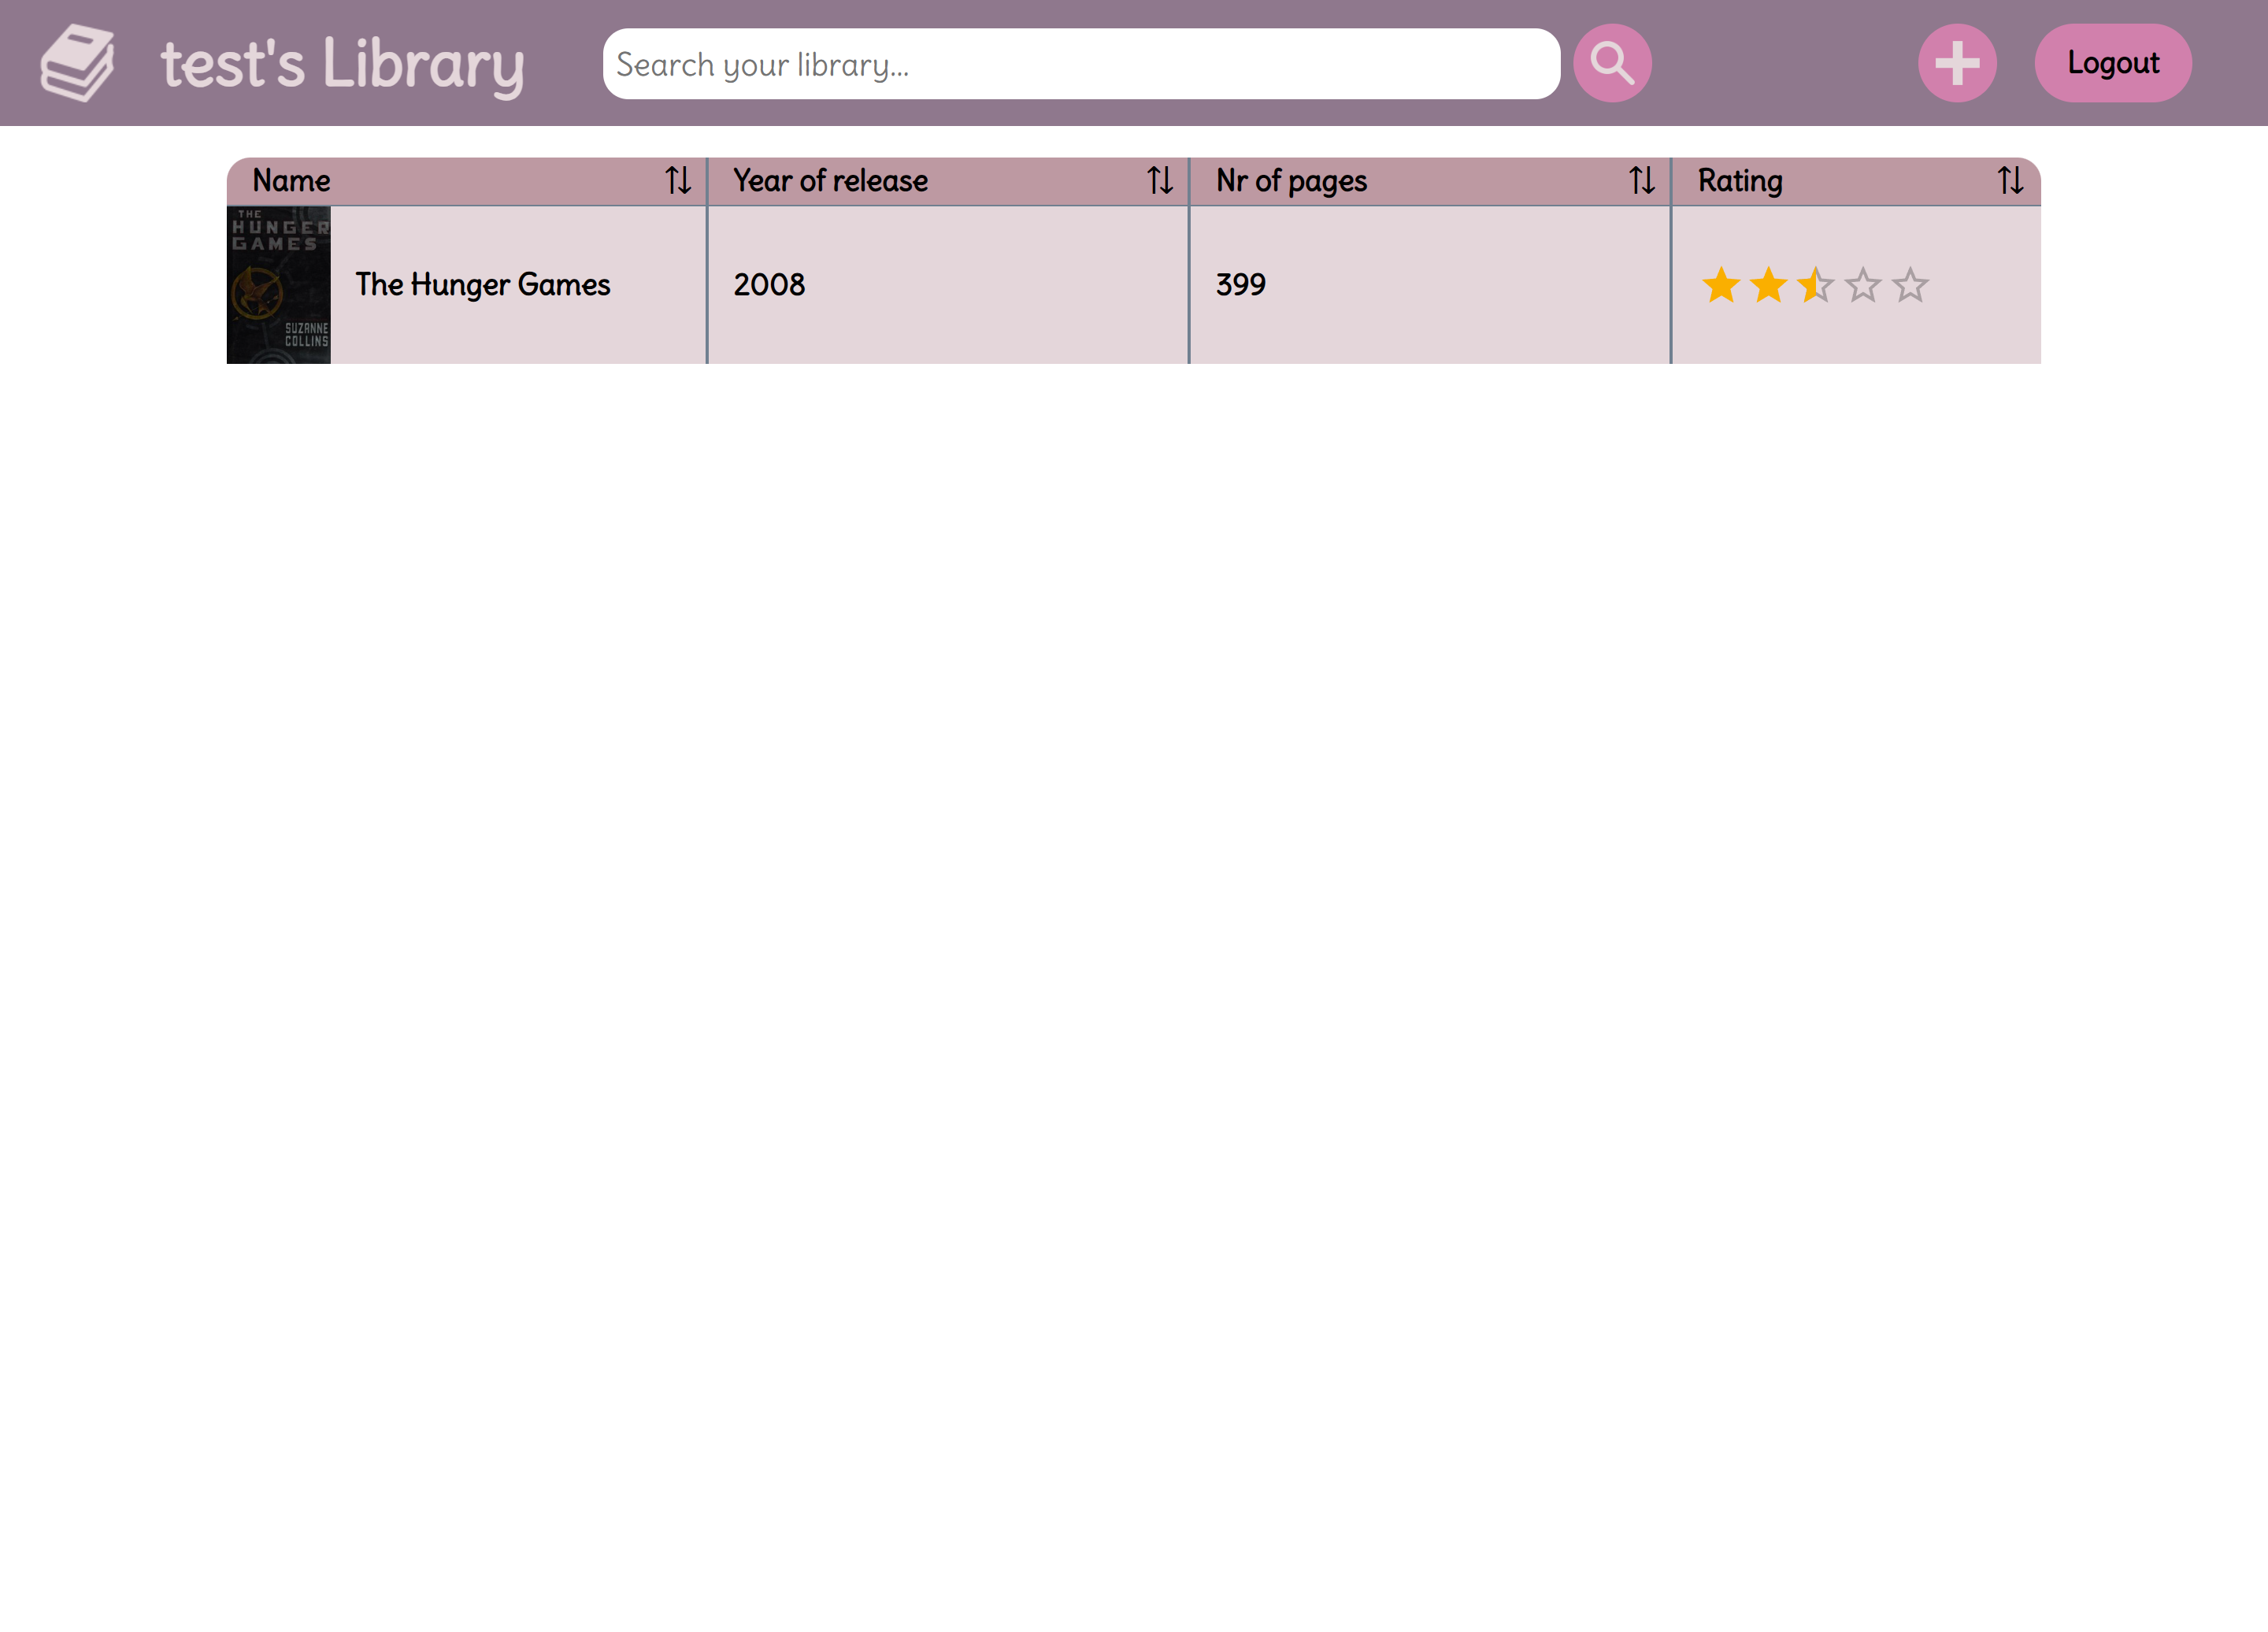 test's Library
Search your library...
Logout
Name
Year of release
Nr of pages
Rating
THE
HUNGER
GAMES
SUZANNE
COLLINS
The Hunger Games
2008
399